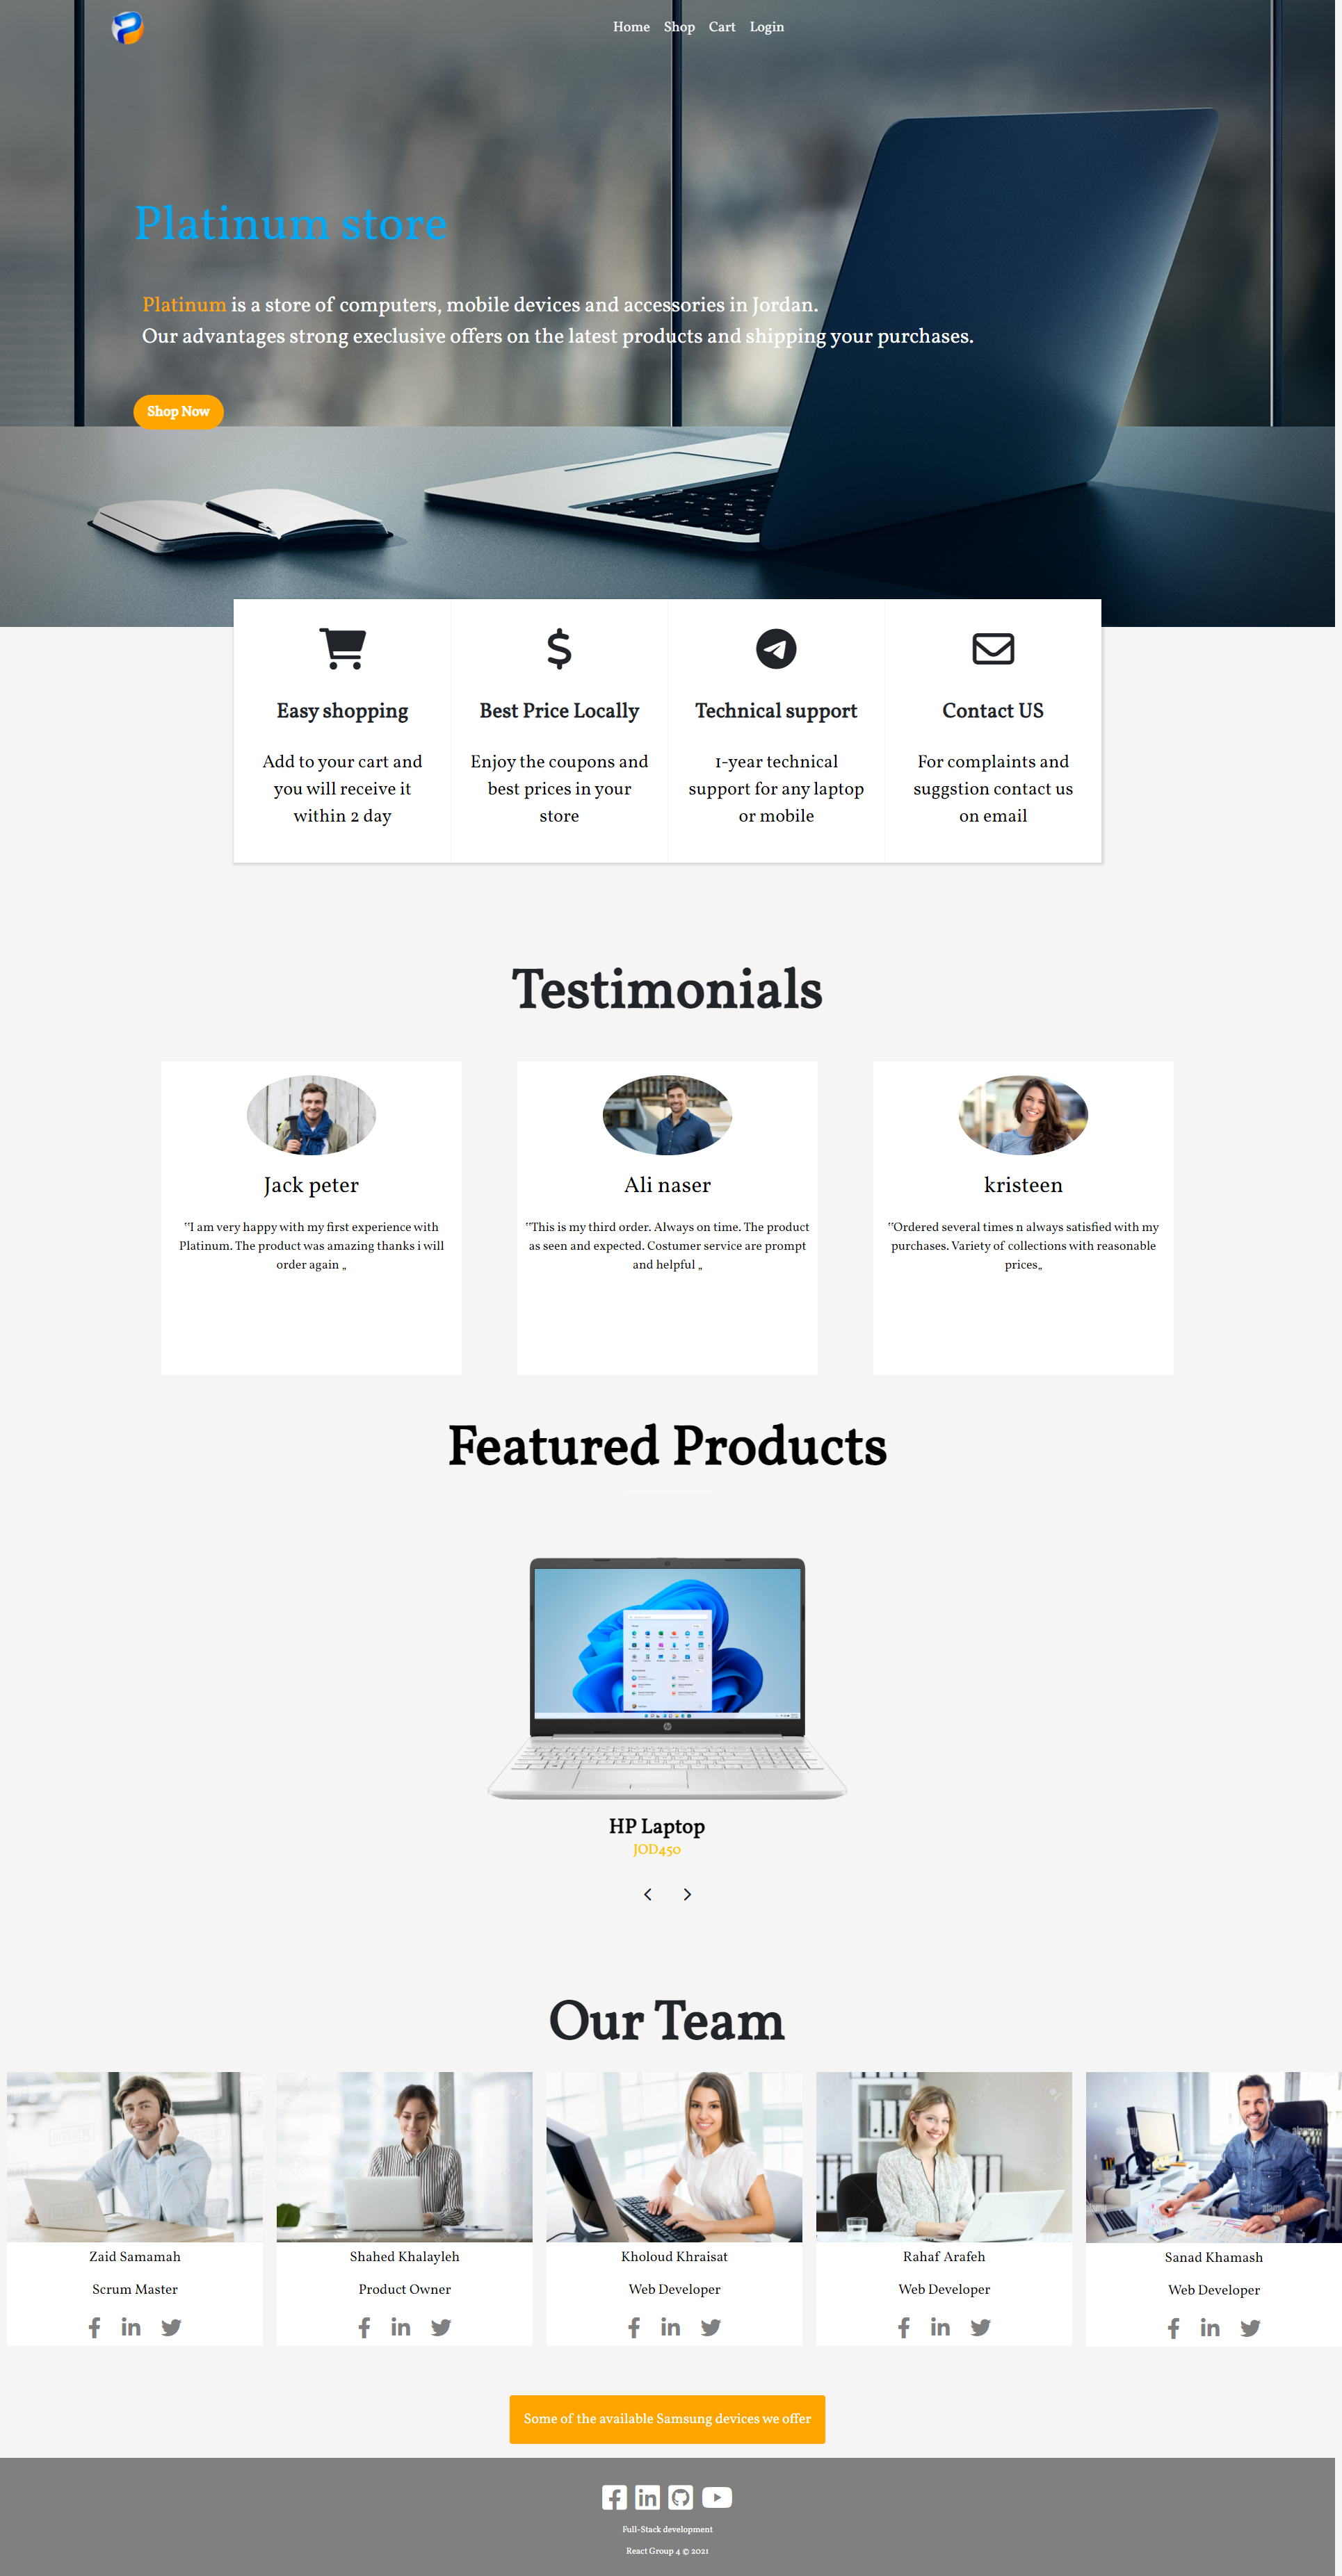 Home Shop Cart Login
Platinum store
Platinum is a store of computers, mobile devices and accessories in Jordan.
Our advantages strong execlusive offers on the latest products and shipping your purchases.
Shop Now
Easy shopping
Add to your cart and
you will receive it
within 2 day
Best Price Locally
Enjoy the coupons and
best prices in your
store
Technical support
1-year technical
support for any laptop
or mobile
Contact US
For complaints and
suggstion contact us
on email
Testimonials
Jack peter
‟I am very happy with my first experience with
Platinum. The product was amazing thanks i will
order again „
Ali naser
‟This is my third order. Always on time. The product
as seen and expected. Costumer service are prompt
and helpful „
kristeen
‟Ordered several times n always satisfied with my
purchases. Variety of collections with reasonable
prices„
Featured Products
HP Laptop
JOD450
Our Team
Zaid Samamah
Scrum Master
Shahed Khalayleh
Product Owner
Kholoud Khraisat
Web Developer
Rahaf Arafeh
Web Developer
Sanad Khamash
Web Developer
Some of the available Samsung devices we offer
Full-Stack development
React Group 4 © 2021